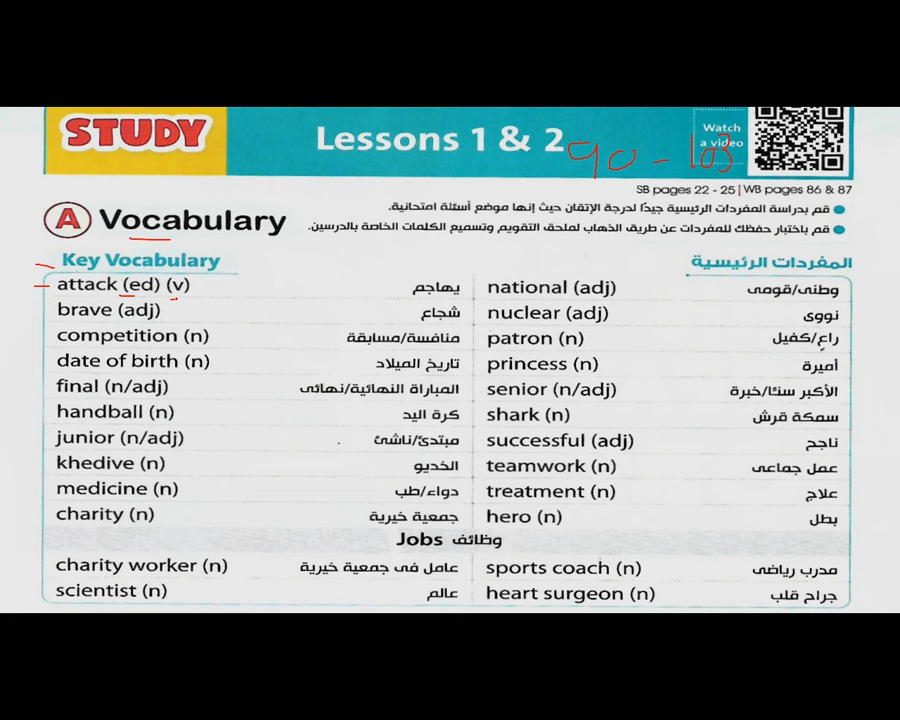 STUDY
Lessons 1 & 2
90 - 103
Watch
a video
SB pages 22 - 25 | WB pages 86 & 87
A Vocabulary
● قم بدراسة المفردات الرئيسية جيدًا لدرجة الإتقان حيث إنها موضع أسئلة امتحانية.
● قم باختبار حفظك للمفردات عن طريق الذهاب لملحق التقويم وتسميع الكلمات الخاصة بالدرسين.
Key Vocabulary المفردات الرئيسية
attack (ed) (v) يهاجم
brave (adj) شجاع
competition (n) منافسة/مسابقة
date of birth (n) تاريخ الميلاد
final (n/adj) المباراة النهائية/نهائى
handball (n) كرة اليد
junior (n/adj) مبتدئ/ناشئ
khedive (n) الخديو
medicine (n) دواء/طب
charity (n) جمعية خيرية
national (adj) وطنى/قومى
nuclear (adj) نووى
patron (n) راعٍ/كفيل
princess (n) أميرة
senior (n/adj) الأكبر سنًا/خبرة
shark (n) سمكة قرش
successful (adj) ناجح
teamwork (n) عمل جماعى
treatment (n) علاج
hero (n) بطل
Jobs وظائف
charity worker (n) عامل فى جمعية خيرية
scientist (n) عالم
sports coach (n) مدرب رياضى
heart surgeon (n) جراح قلب